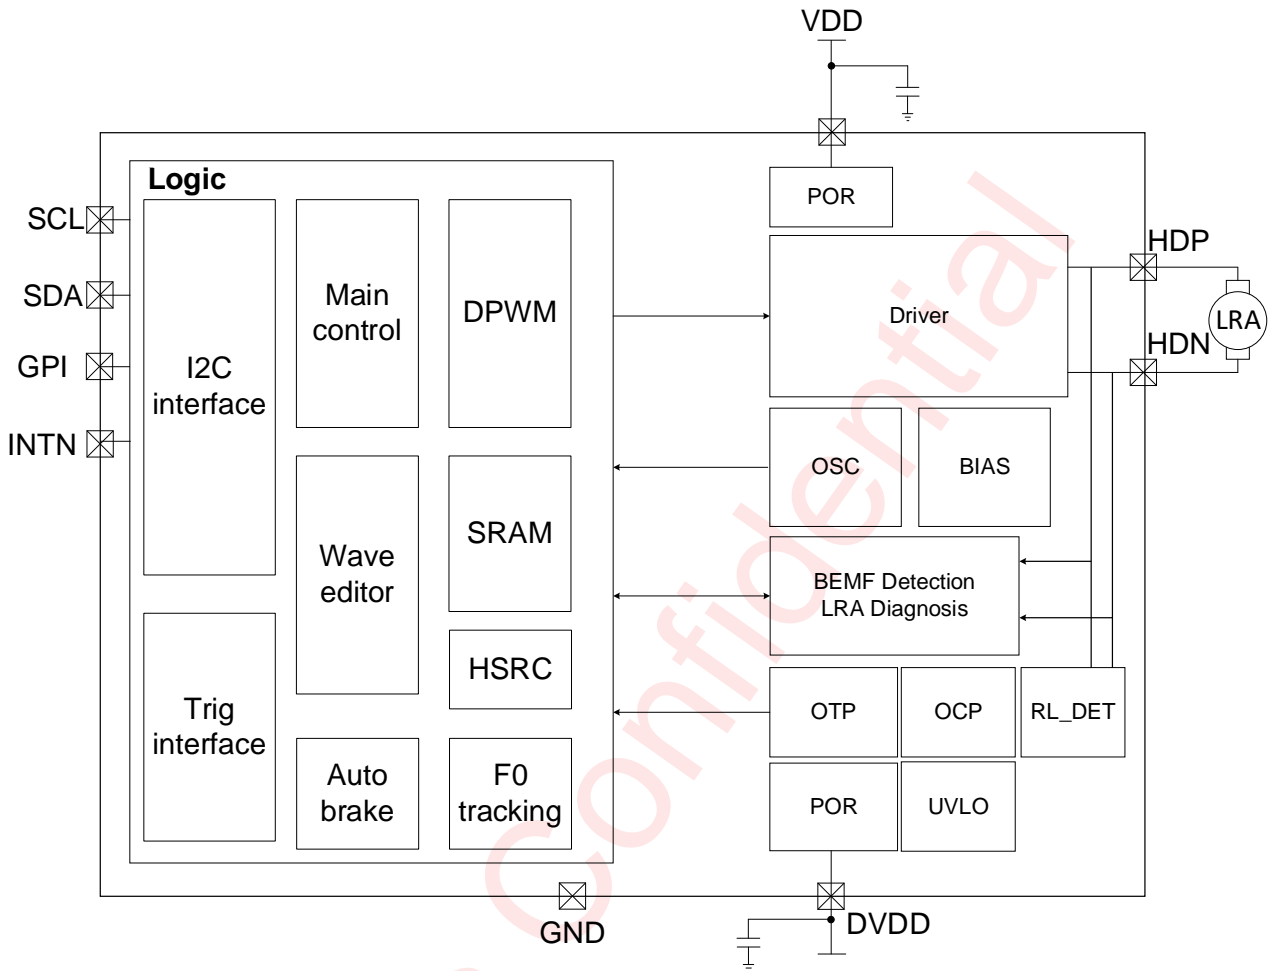 VDD
Logic
POR
SCL
SDA
GPI
INTN
I2C
interface
Main
control
DPWM
Driver
HDP
HDN
LRA
OSC
BIAS
Wave
editor
SRAM
BEMF Detection
LRA Diagnosis
HSRC
Trig
interface
OTP
OCP
RL_DET
Auto
brake
F0
tracking
POR
UVLO
GND
DVDD
Confidential